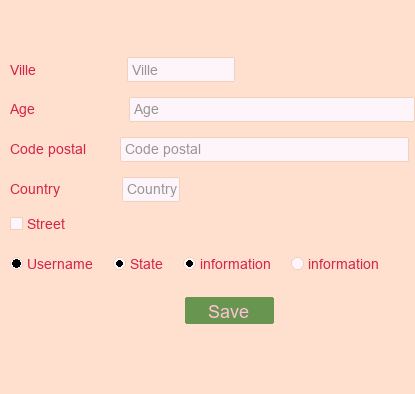 Ville Ville
Age Age
Code postal Code postal
Country Country
Street
Username State information information
Save